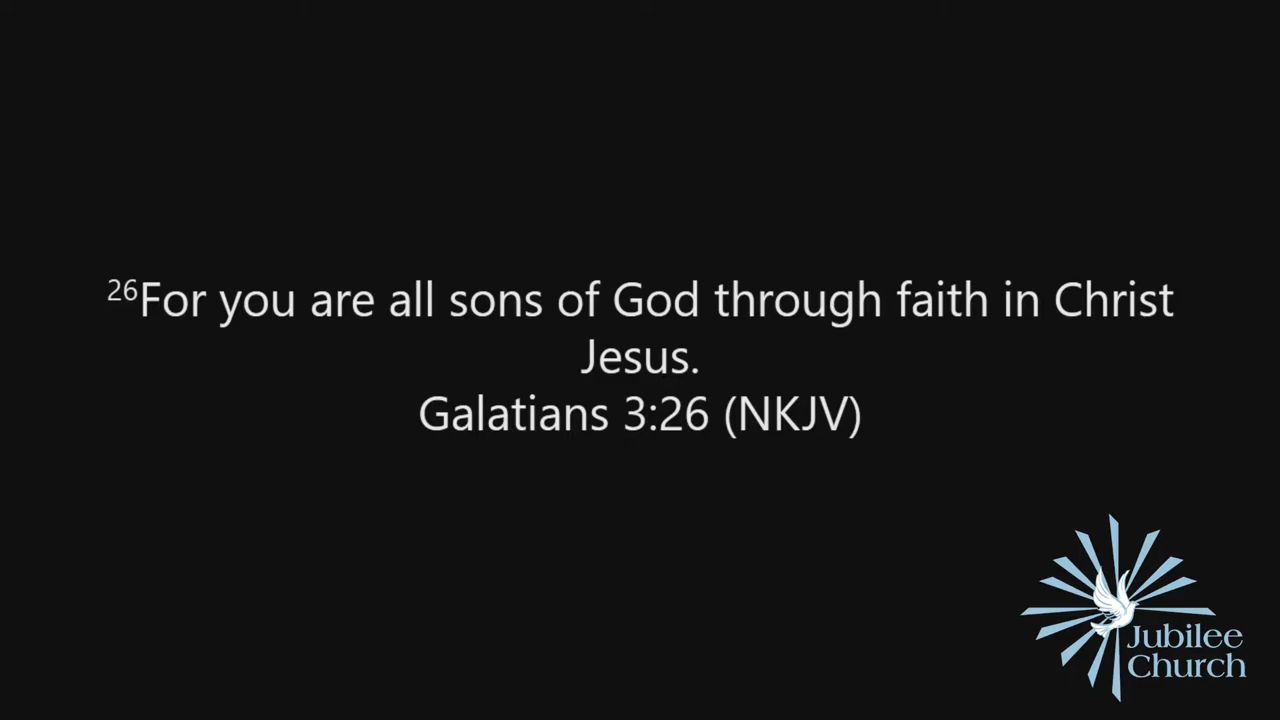 26For you are all sons of God through faith in Christ
Jesus.
Galatians 3:26 (NKJV)
Jubilee
Church